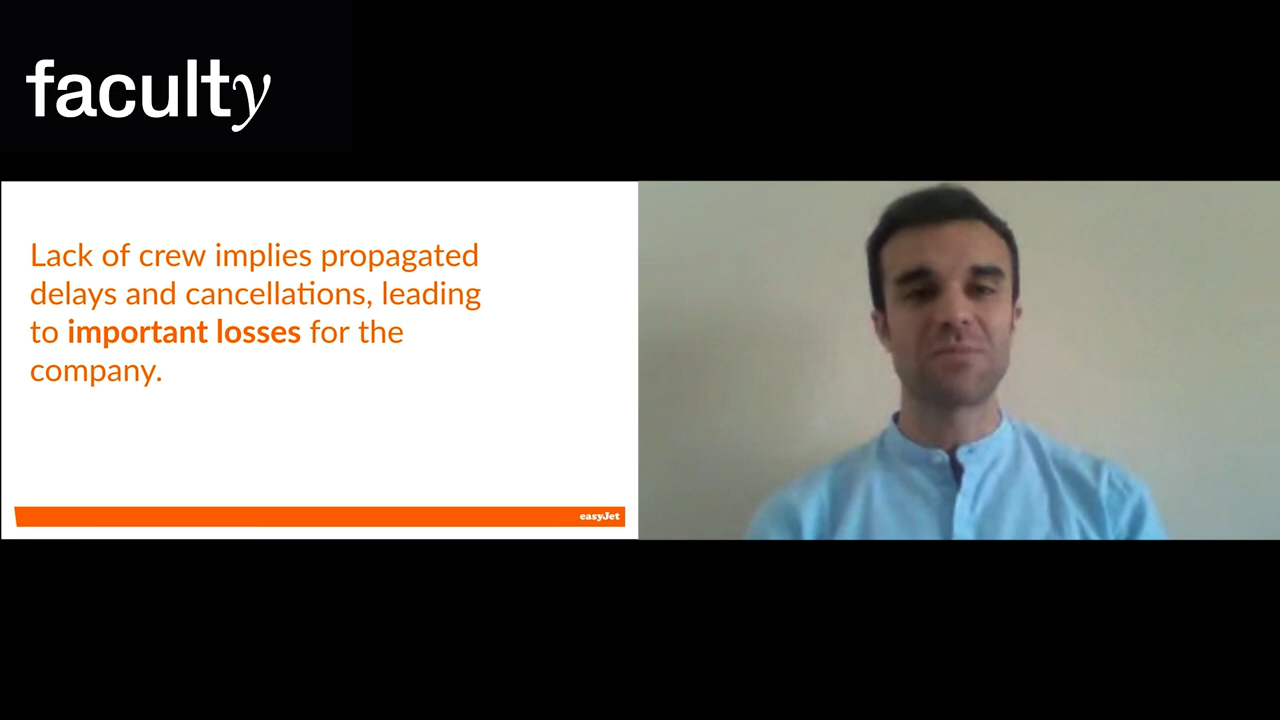 faculty
Lack of crew implies propagated
delays and cancellations, leading
to important losses for the
company.
easyJet